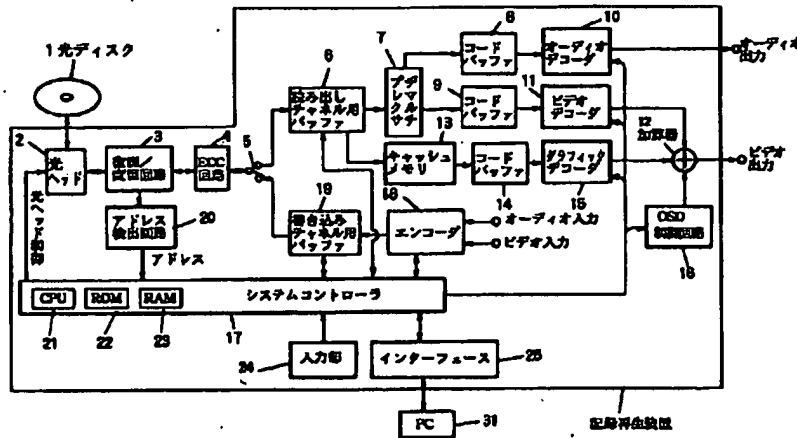 1光ディスク
2
光
ヘッド
3
変復
調回路
4
ECC
回路
5
20
アドレス
検出回路
アドレス
6
読み出し
チャネル用
バッファ
7
デマルチ
プレクサ
8
コード
バッファ
10
オーディオ
デコーダ
オーディオ
出力
9
コード
バッファ
11
ビデオ
デコーダ
12
加算器
ビデオ
出力
13
キャッシュ
メモリ
コード
バッファ
14
グラフィック
デコーダ
15
OSD
制御回路
16
19
書き込み
チャネル用
バッファ
18
エンコーダ
オーディオ入力
ビデオ入力
CPU
ROM
RAM
システムコントローラ
21
22
23
17
24
入力部
インターフェース
25
PC
31
記録再生装置